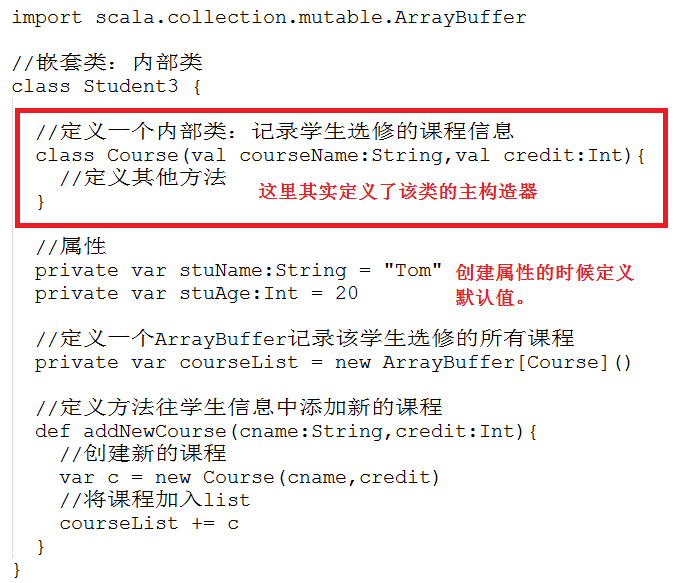 import scala.collection.mutable.ArrayBuffer
//嵌套类：内部类
class Student3 {
//定义一个内部类：记录学生选修的课程信息
class Course(val courseName:String,val credit:Int){
//定义其他方法
这里其实定义了该类的主构造器
}
//属性
private var stuName:String = "Tom"
创建属性的时候定义
private var stuAge:Int = 20
默认值。
//定义一个ArrayBuffer记录该学生选修的所有课程
private var courseList = new ArrayBuffer[Course]()
//定义方法往学生信息中添加新的课程
def addNewCourse(cname:String,credit:Int){
//创建新的课程
var c = new Course(cname,credit)
//将课程加入list
courseList += c
}
}